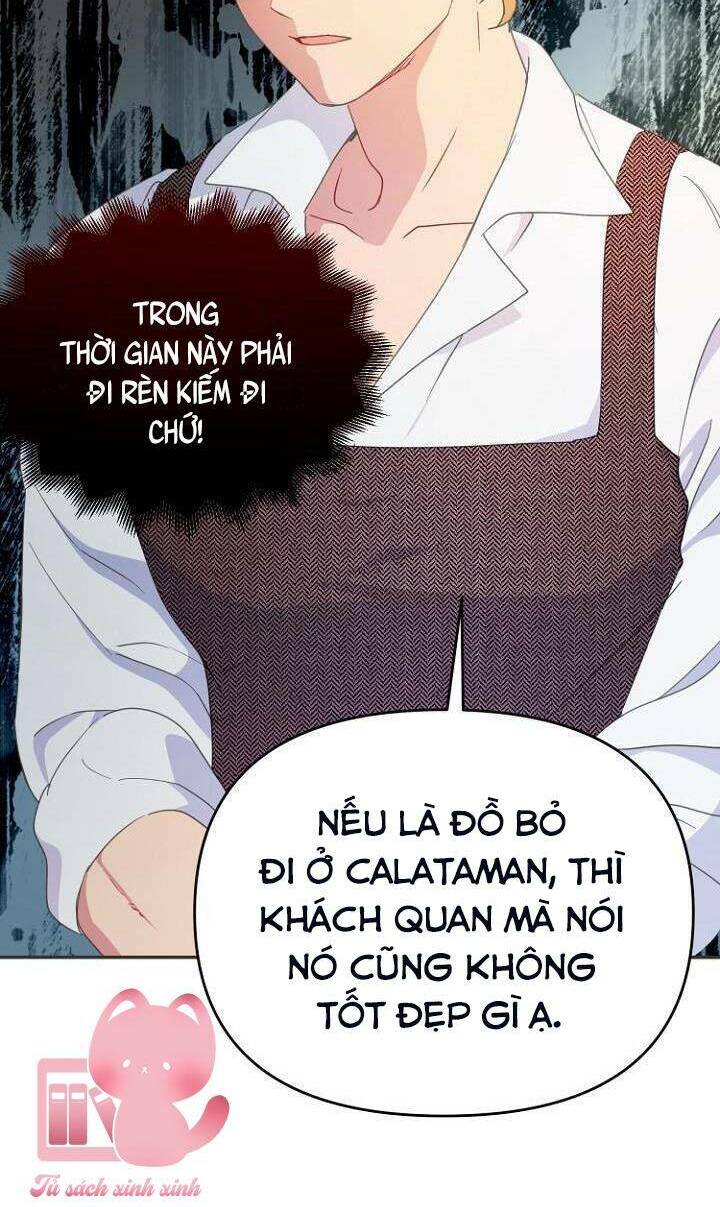 TRONG
THỜI GIAN NÀY PHẢI
ĐI RÈN KIẾM ĐI
CHỨ!
NẾU LÀ ĐỒ BỎ
ĐI Ở CALATAMAN, THÌ
KHÁCH QUAN MÀ NÓI
NÓ CŨNG KHÔNG
TỐT ĐẸP GÌ Ạ.
Tủ sách xinh xinh